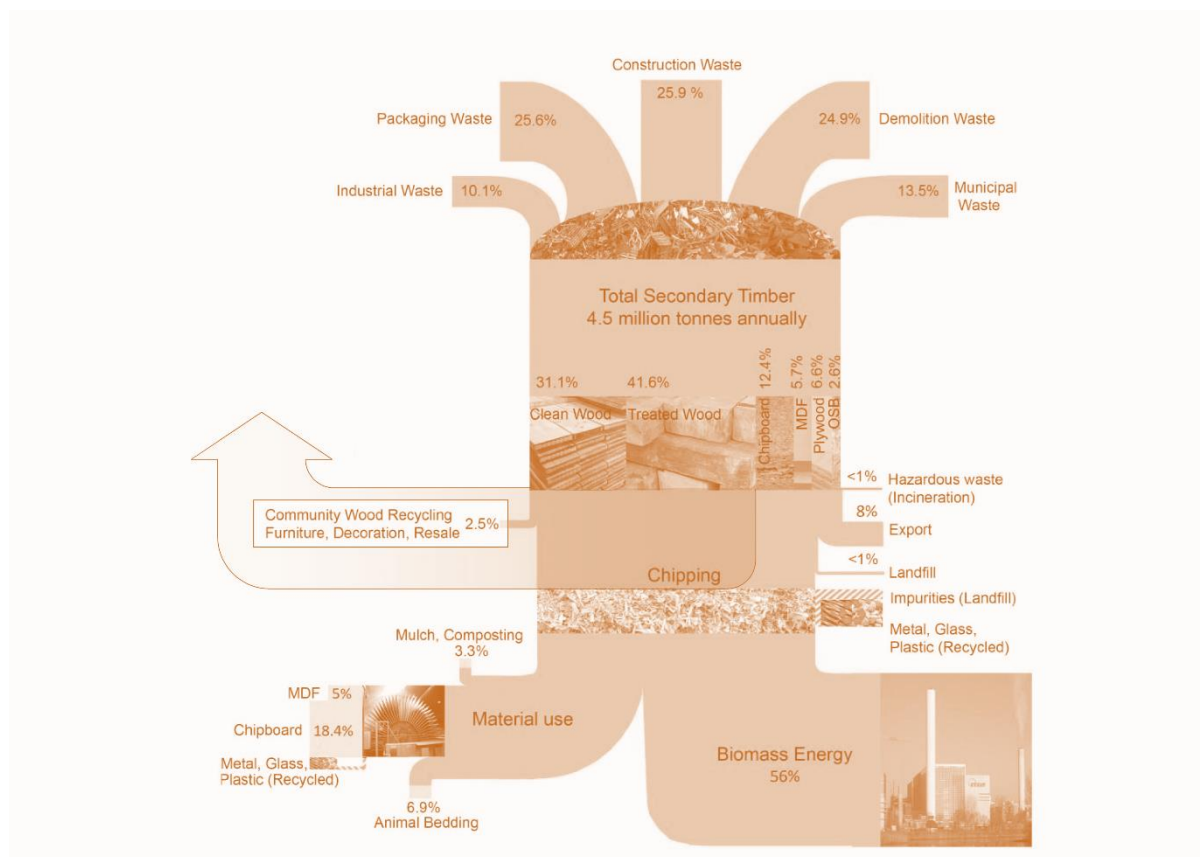 Construction Waste
25.9 %
Packaging Waste
25.6%
24.9%
Demolition Waste
Industrial Waste
10.1%
13.5%
Municipal
Waste
Total Secondary Timber
4.5 million tonnes annually
31.1%
41.6%
12.4%
5.7%
6.6%
2.6%
Clean Wood
Treated Wood
Chipboard
MDF
Plywood
OSB
<1%
Hazardous waste
(Incineration)
Community Wood Recycling
Furniture, Decoration, Resale
2.5%
8%
Export
<1%
Landfill
Chipping
Impurities (Landfill)
Metal, Glass,
Plastic (Recycled)
Mulch, Composting
3.3%
MDF
5%
Chipboard
18.4%
Metal, Glass,
Plastic (Recycled)
Material use
6.9%
Animal Bedding
Biomass Energy
56%